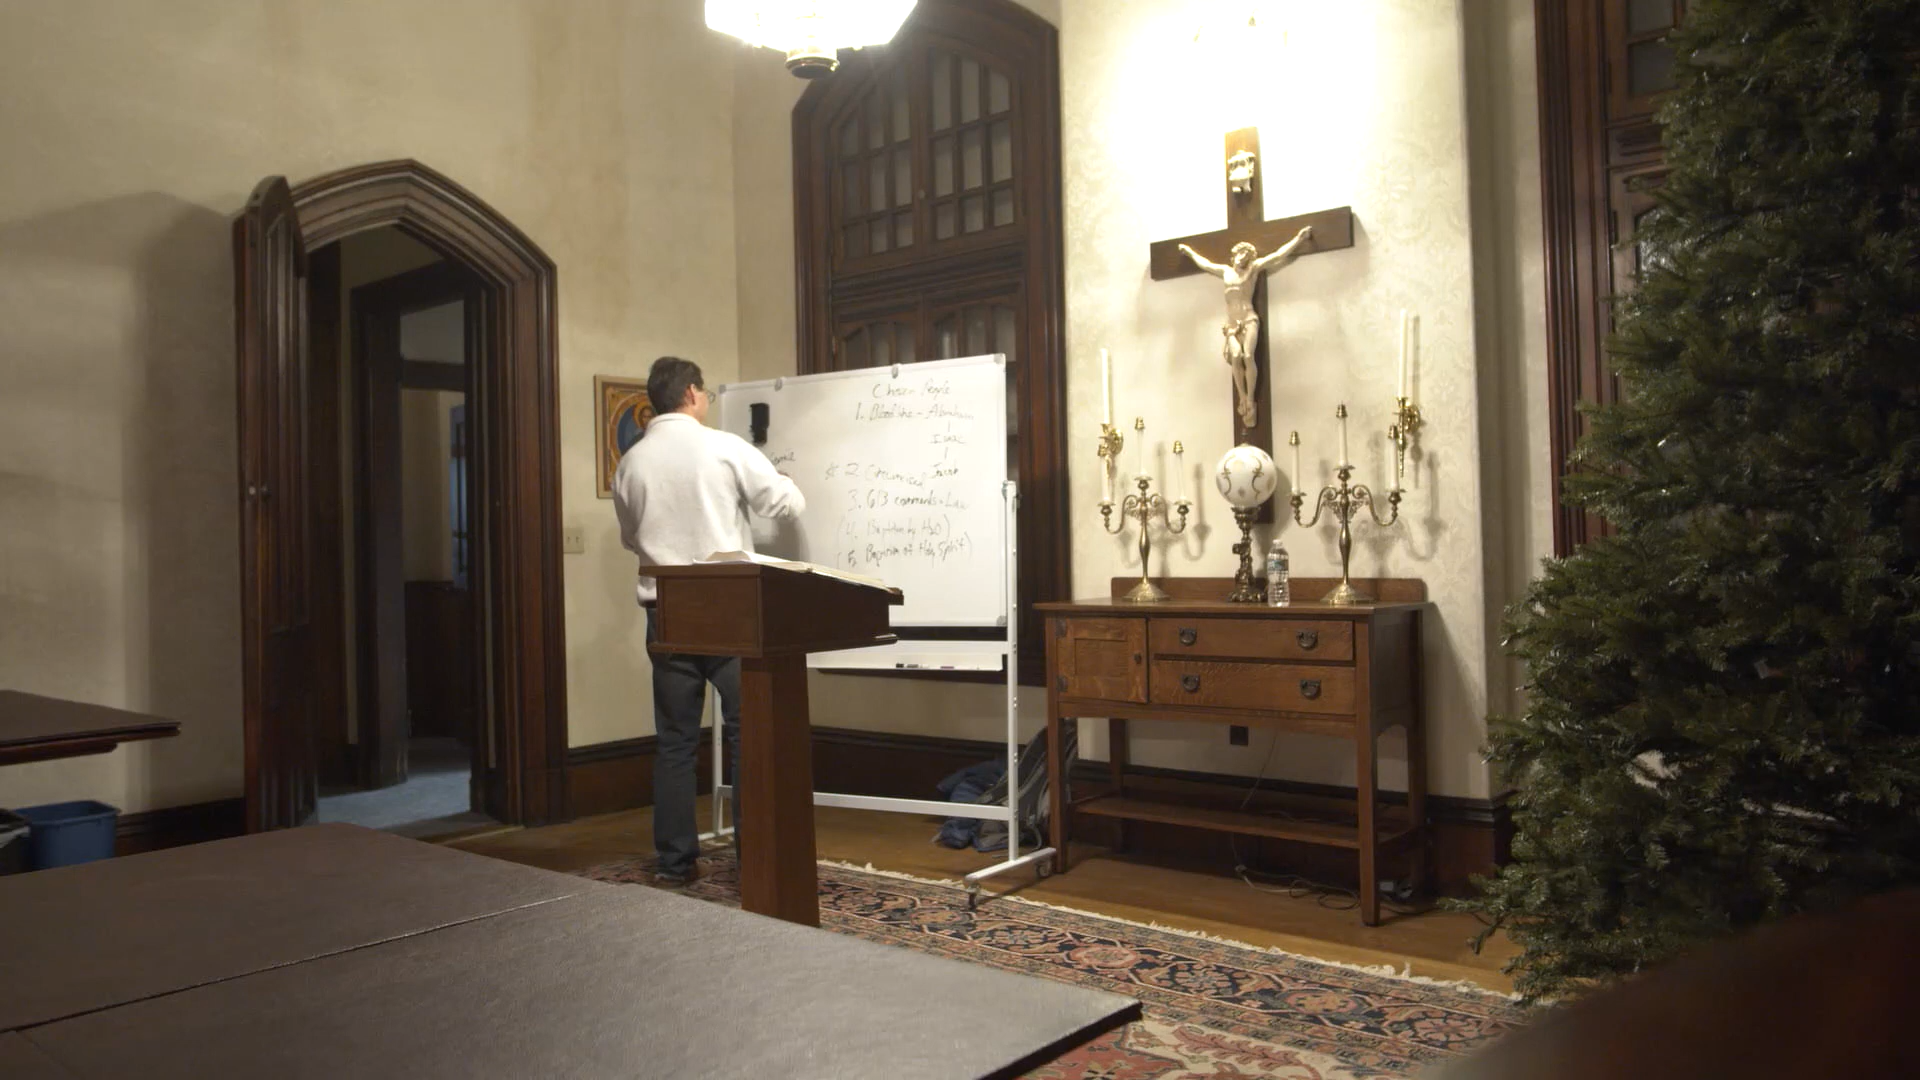 Chosen People
1. Bloodline - Abraham
Isaac
Jacob
2. Circumcised
3. 613 commands = Law
(4. Baptism by H2O)
(5. Baptism of Holy Spirit)